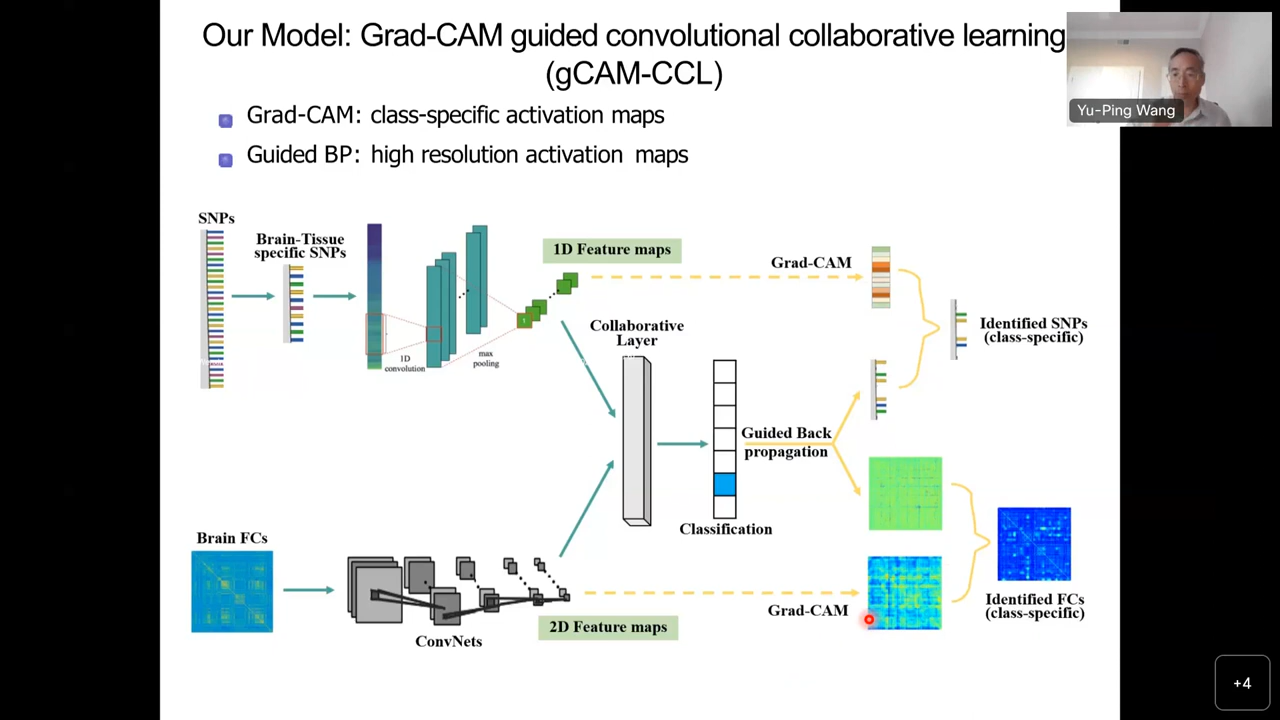 Our Model: Grad-CAM guided convolutional collaborative learning
(gCAM-CCL)
Yu-Ping Wang
Grad-CAM: class-specific activation maps
Guided BP: high resolution activation maps
SNPs
Brain-Tissue
specific SNPs
1D
convolution
max
pooling
1D Feature maps
Grad-CAM
Identified SNPs
(class-specific)
Collaborative
Layer
Guided Back
propagation
Classification
Brain FCs
ConvNets
2D Feature maps
Grad-CAM
Identified FCs
(class-specific)
+4